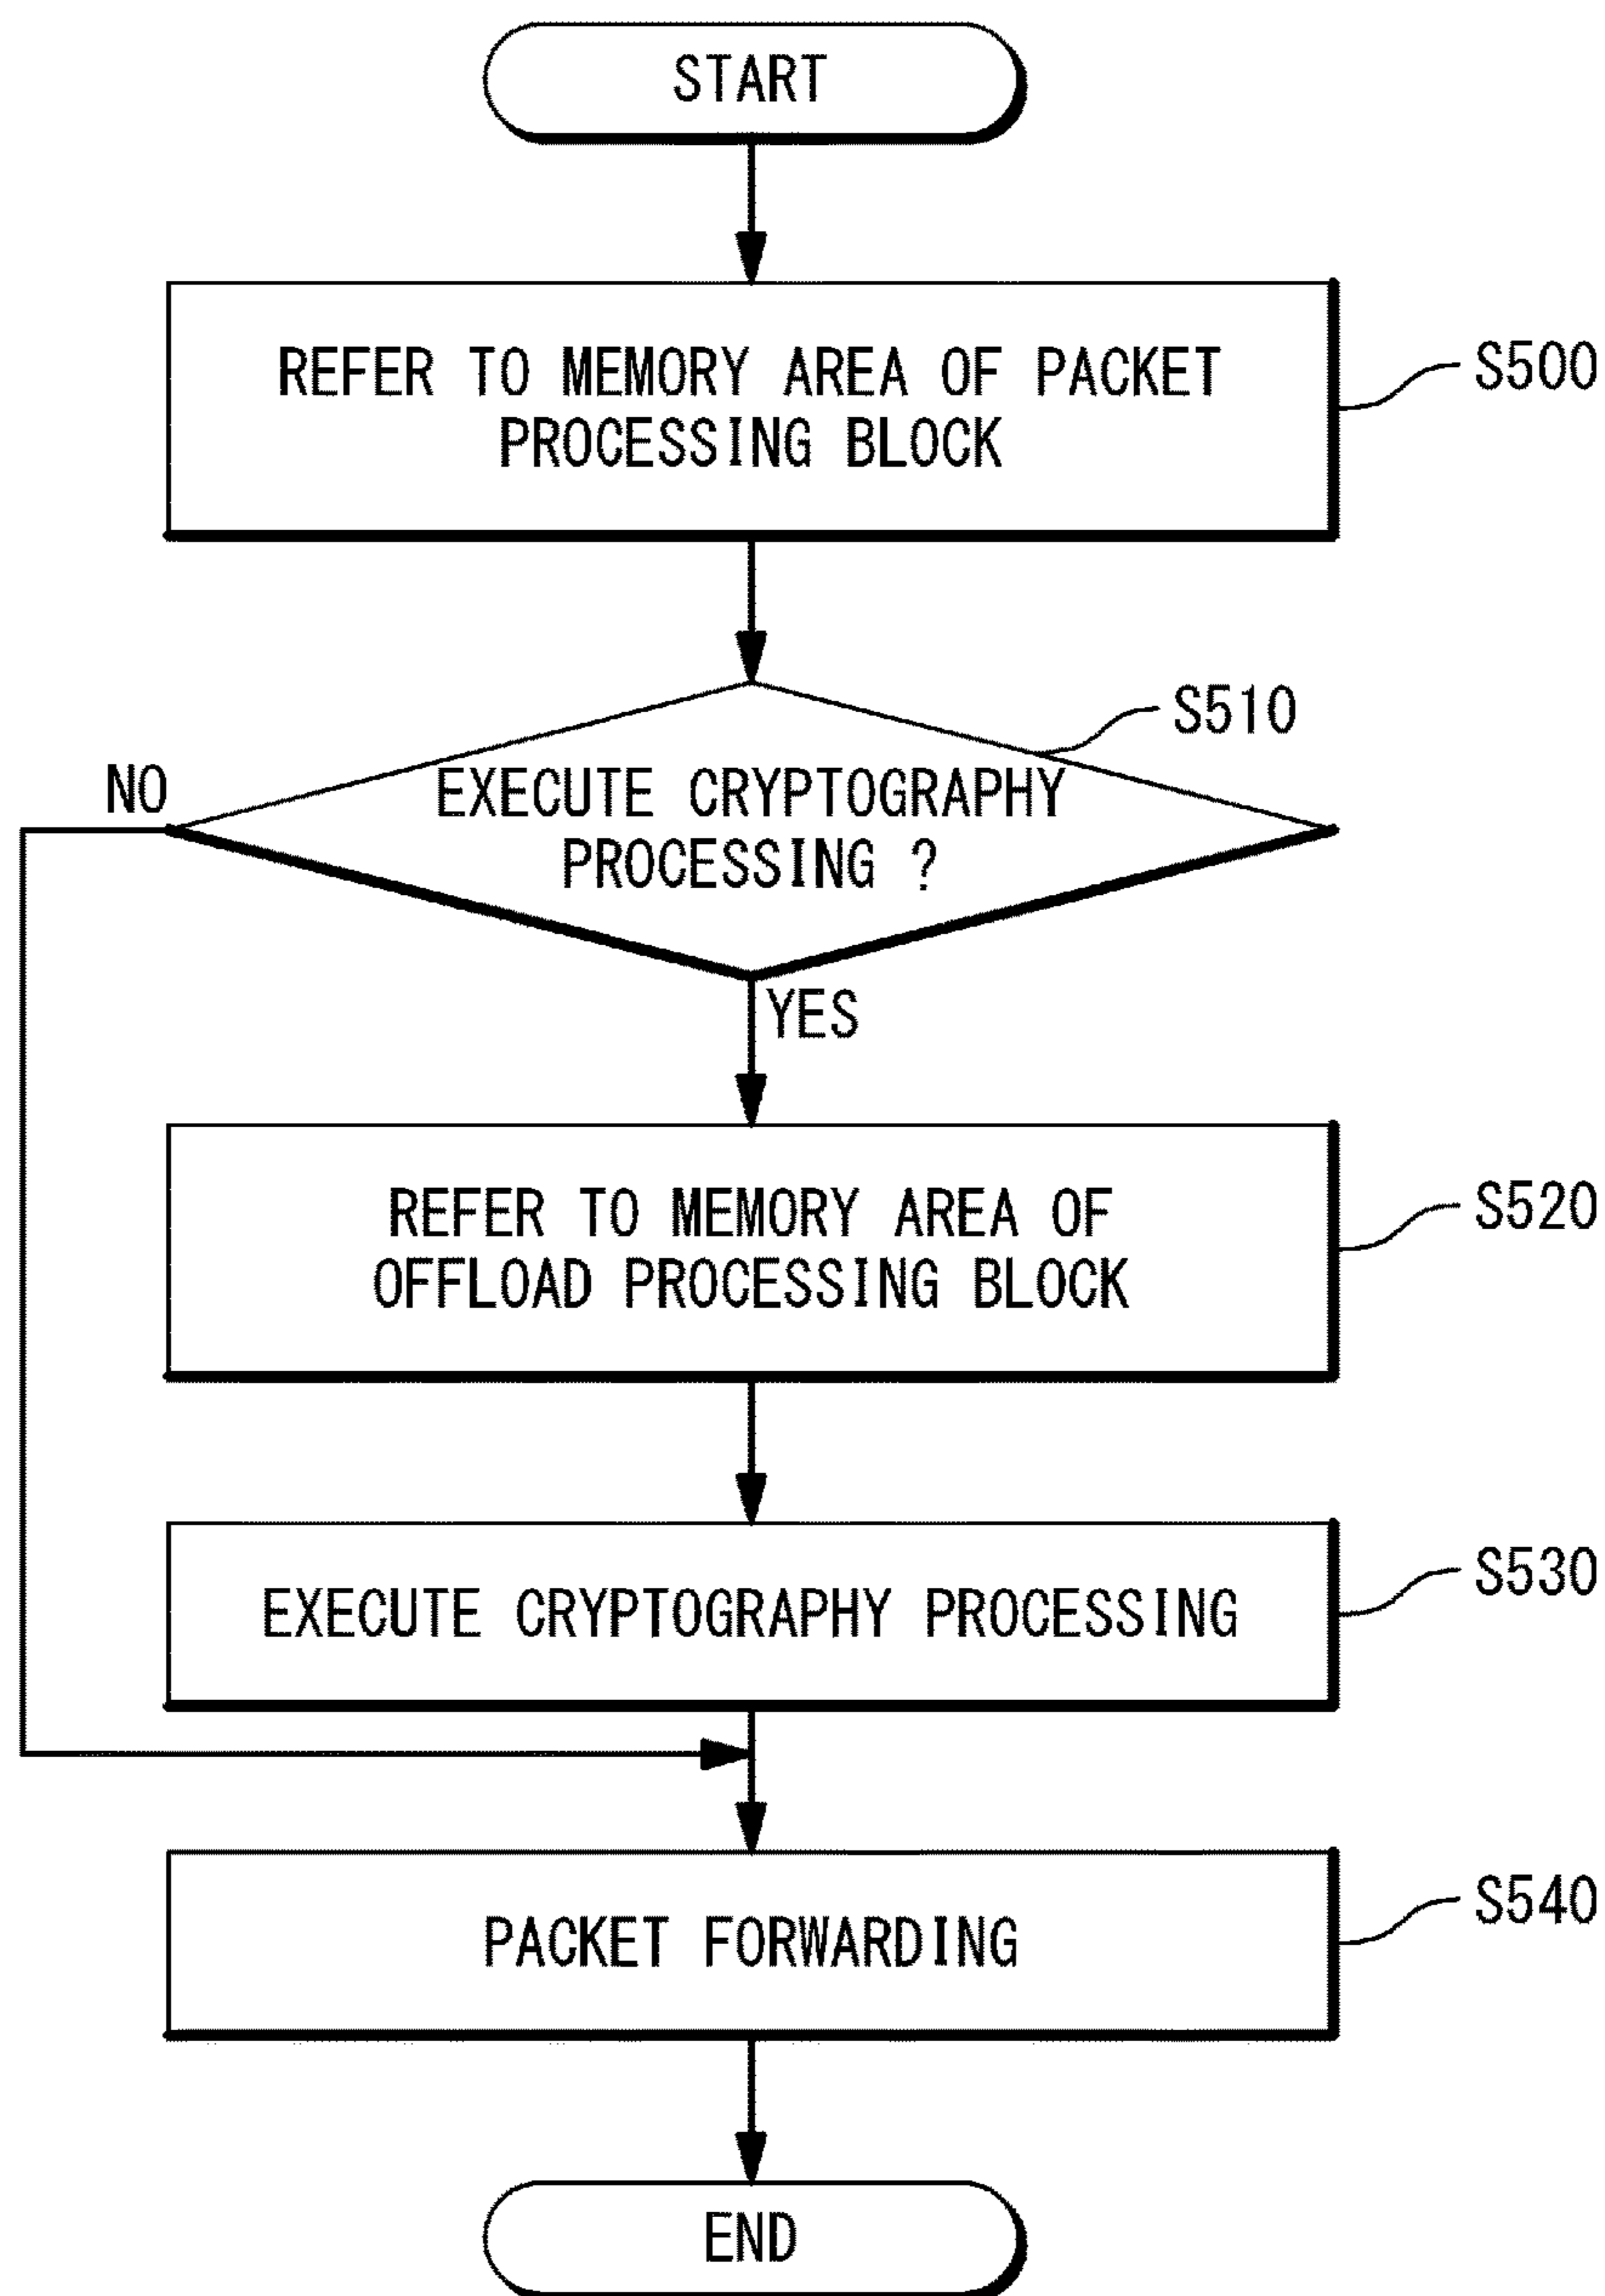 START
REFER TO MEMORY AREA OF PACKET
PROCESSING BLOCK
S500
S510
NO
EXECUTE CRYPTOGRAPHY
PROCESSING ?
YES
REFER TO MEMORY AREA OF
OFFLOAD PROCESSING BLOCK
S520
EXECUTE CRYPTOGRAPHY PROCESSING
S530
PACKET FORWARDING
S540
END